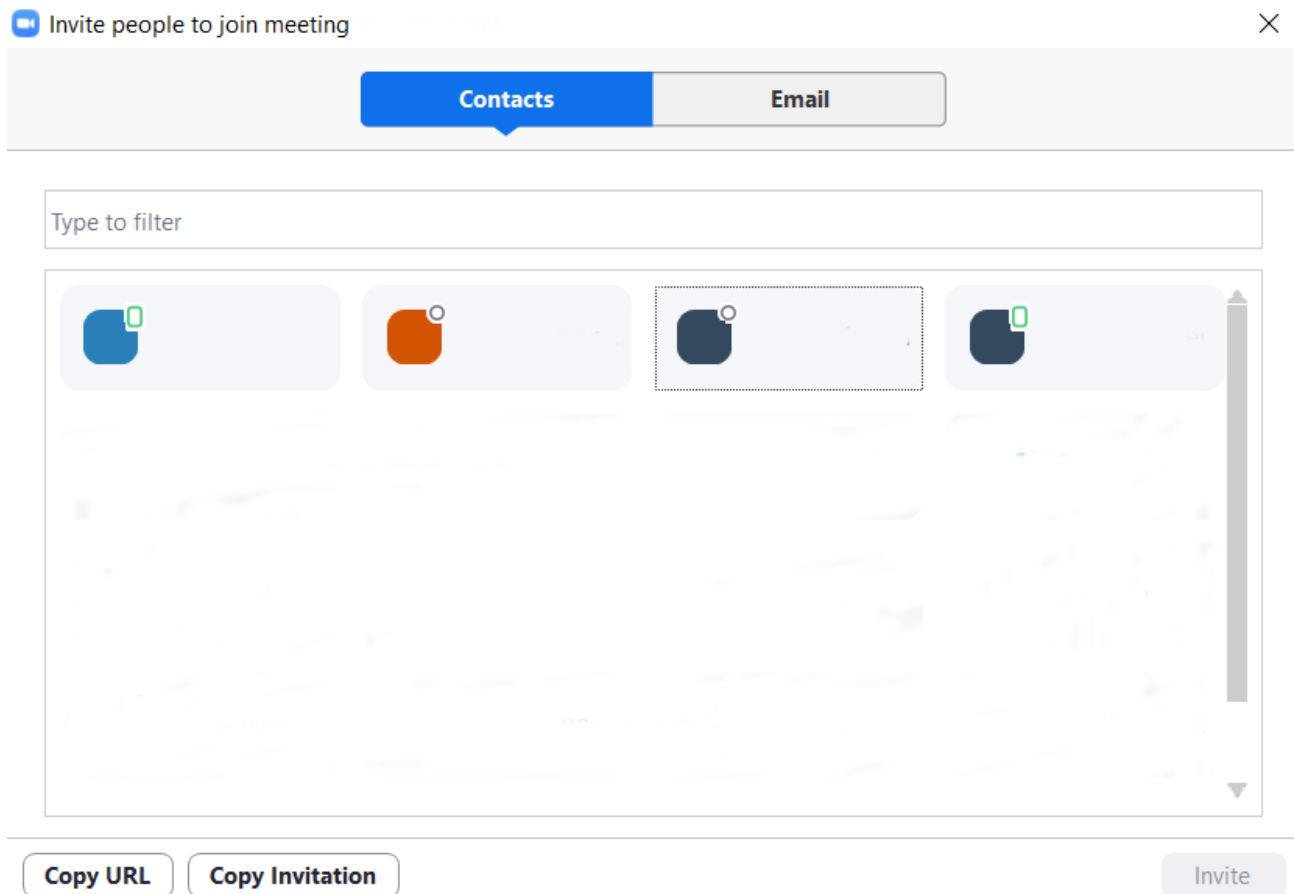 Invite people to join meeting
Contacts
Email
Type to filter
Copy URL
Copy Invitation
Invite